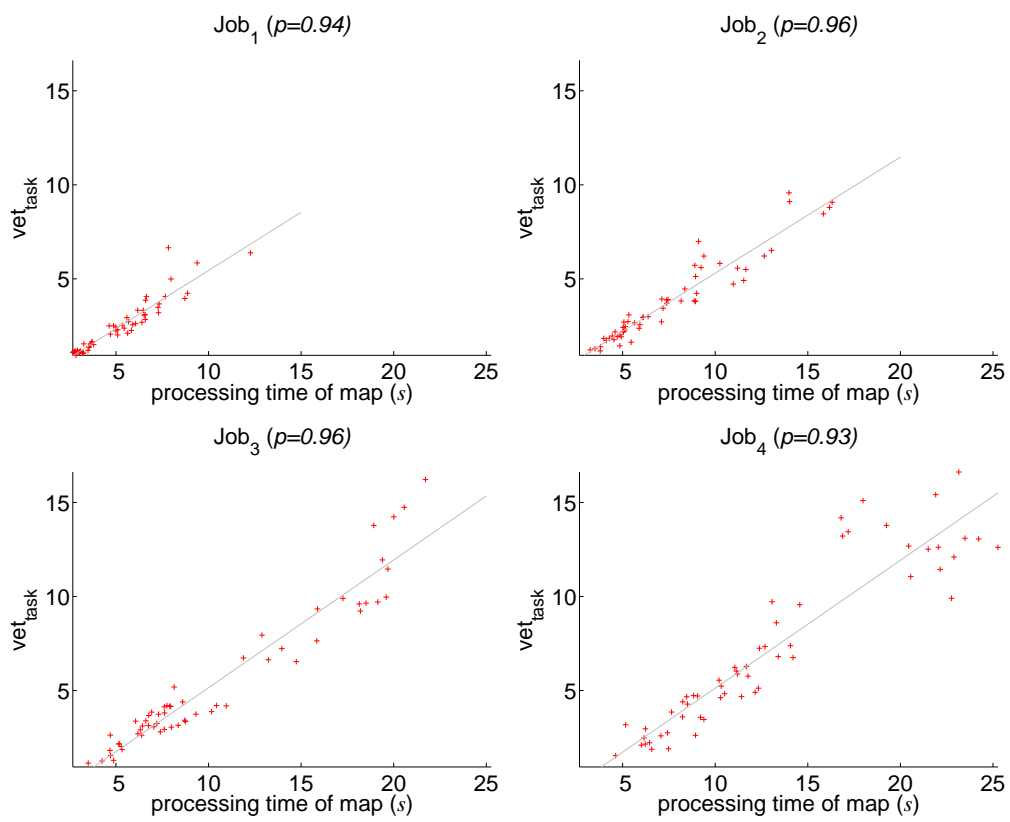 Job1 (p=0.94)
15
10
5
vettask
5 10 15 20 25
processing time of map (s)
Job2 (p=0.96)
15
10
5
vettask
5 10 15 20 25
processing time of map (s)
Job3 (p=0.96)
15
10
5
vettask
5 10 15 20 25
processing time of map (s)
Job4 (p=0.93)
15
10
5
vettask
5 10 15 20 25
processing time of map (s)